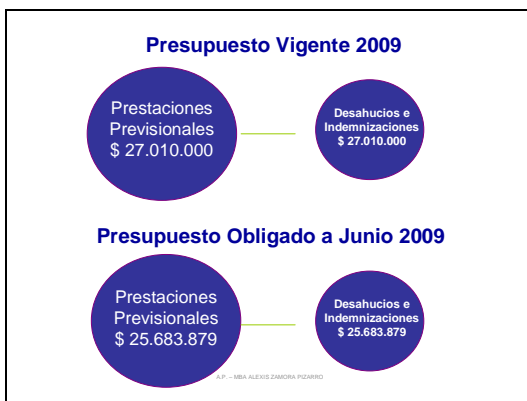 Presupuesto Vigente 2009
Prestaciones
Previsionales
$ 27.010.000
Desahucios e
Indemnizaciones
$ 27.010.000
Presupuesto Obligado a Junio 2009
Prestaciones
Previsionales
$ 25.683.879
Desahucios e
Indemnizaciones
$ 25.683.879
A.P. – MBA ALEXIS ZAMORA PIZARRO